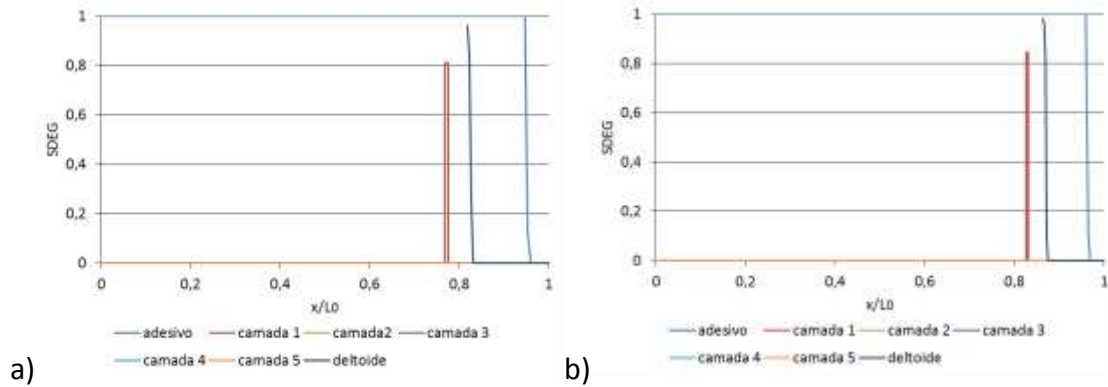 1
0,8
0,6
0,4
0,2
0
SDEG
0 0,2 0,4 0,6 0,8 1
x/L0
adesivo camada 1 camada2 camada 3
camada 4 camada 5 deltoide
a)
1
0,8
0,6
0,4
0,2
0
SDEG
0 0,2 0,4 0,6 0,8 1
x/L0
adesivo camada 1 camada 2 camada 3
camada 4 camada 5 deltoide
b)